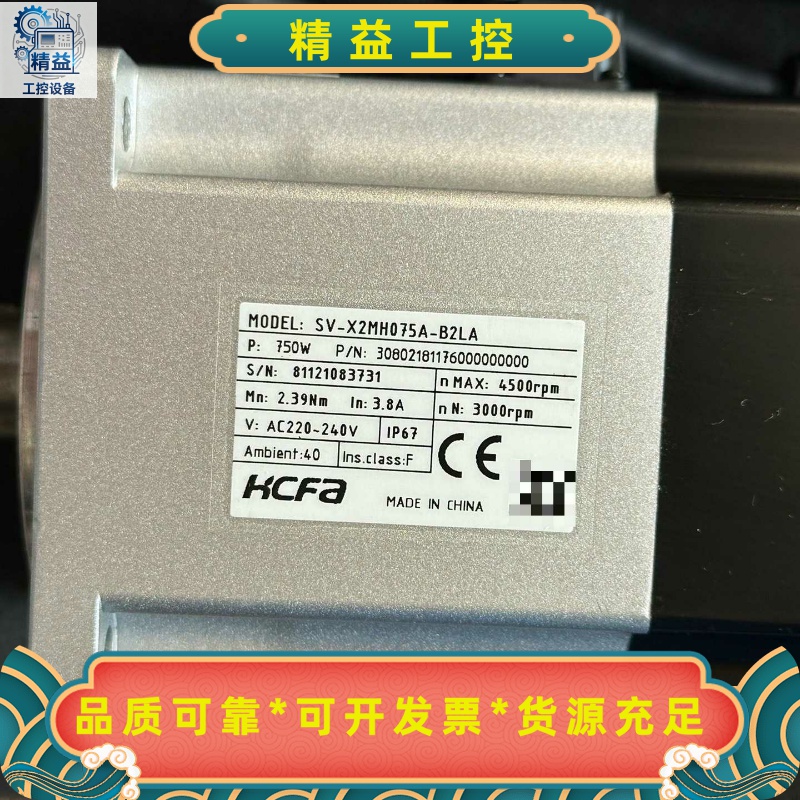 精益工控
精益
工控设备
MODEL: SV-X2MH075A-B2LA
P: 750W P/N: 30802181176000000000
S/N: 81121083731
n MAX: 4500rpm
Mn: 2.39Nm In: 3.8A
n N: 3000rpm
V: AC220~240V IP67
Ambient:40 Ins.class:F
CE
HCFA
MADE IN CHINA
品质可靠*可开发票*货源充足